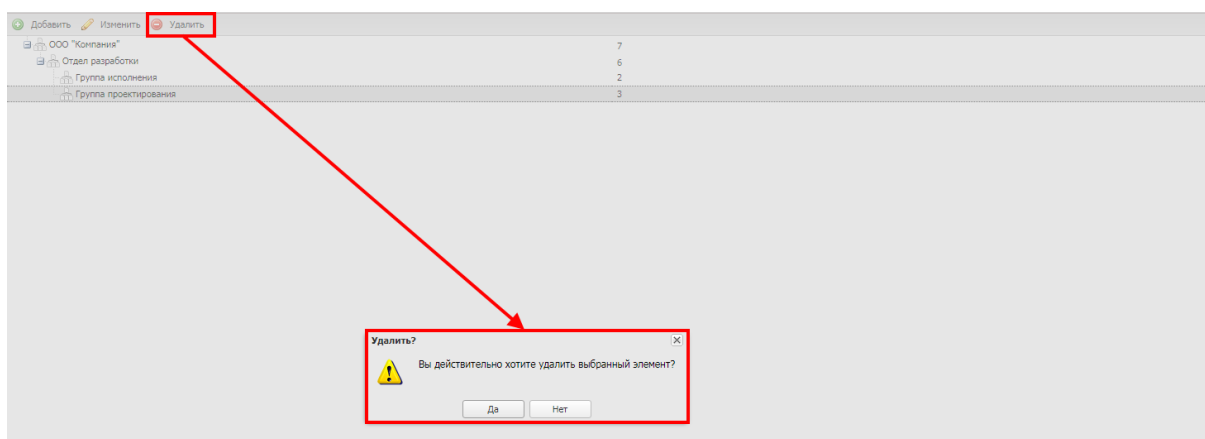 Добавить Изменить Удалить
ООО "Компания" 7
Отдел разработки 6
Группа исполнения 2
Группа проектирования 3
Удалить?
Вы действительно хотите удалить выбранный элемент?
Да Нет